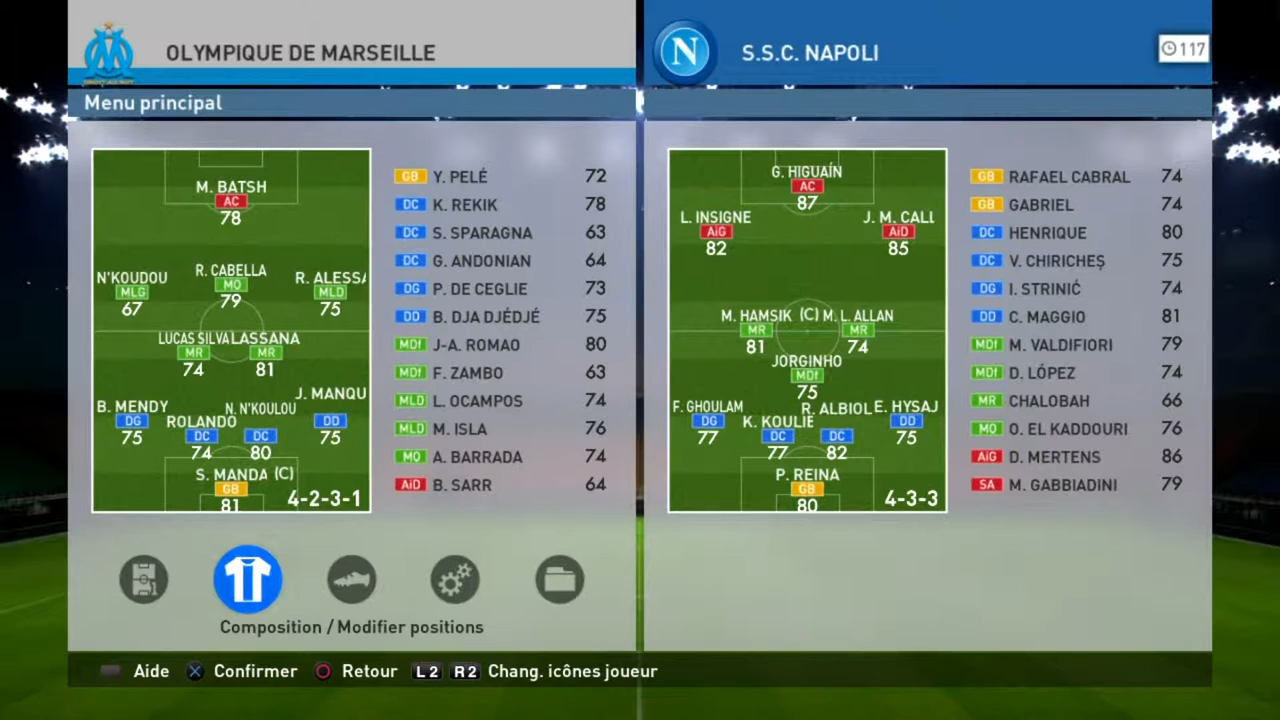 OLYMPIQUE DE MARSEILLE
S.S.C. NAPOLI
117
Menu principal
M. BATSH
AC
78
N'KOUDOU
MLG
67
R. CABELLA
MO
79
R. ALESSA
MLD
75
LUCAS SILVA
MR
74
LASSANA
MR
81
B. MENDY
DG
75
ROLANDO
DC
74
N. N'KOULOU
DC
80
J. MANQU
DD
75
S. MANDA (C)
GB
81
4-2-3-1
GB Y. PELÉ 72
DC K. REKIK 78
DC S. SPARAGNA 63
DC G. ANDONIAN 64
DG P. DE CEGLIE 73
DD B. DJA DJÉDJÉ 75
MDf J-A. ROMAO 80
MDf F. ZAMBO 63
MLD L. OCAMPOS 74
MLD M. ISLA 76
MO A. BARRADA 74
AiD B. SARR 64
G. HIGUAÍN
AC
87
L. INSIGNE
AiG
82
J. M. CALL
AiD
85
M. HAMSIK (C)
MR
81
M. L. ALLAN
MR
74
JORGINHO
MDf
75
F. GHOULAM
DG
77
K. KOULIE
DC
77
R. ALBIOL
DC
82
E. HYSAJ
DD
75
P. REINA
GB
80
4-3-3
GB RAFAEL CABRAL 74
GB GABRIEL 74
DC HENRIQUE 80
DC V. CHIRICHEȘ 75
DG I. STRINIĆ 74
DD C. MAGGIO 81
MDf M. VALDIFIORI 79
MDf D. LÓPEZ 74
MR CHALOBAH 66
MO O. EL KADDOURI 76
AiG D. MERTENS 86
SA M. GABBIADINI 79
Composition / Modifier positions
Aide Confirmer Retour L2 R2 Chang. icônes joueur